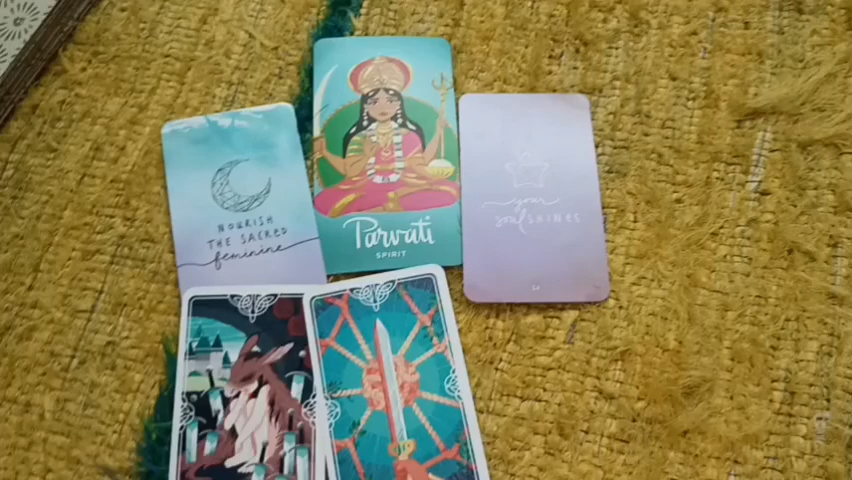 NOURISH
THE SACRED
feminine
Parvati
SPIRIT
your
soul SHINES